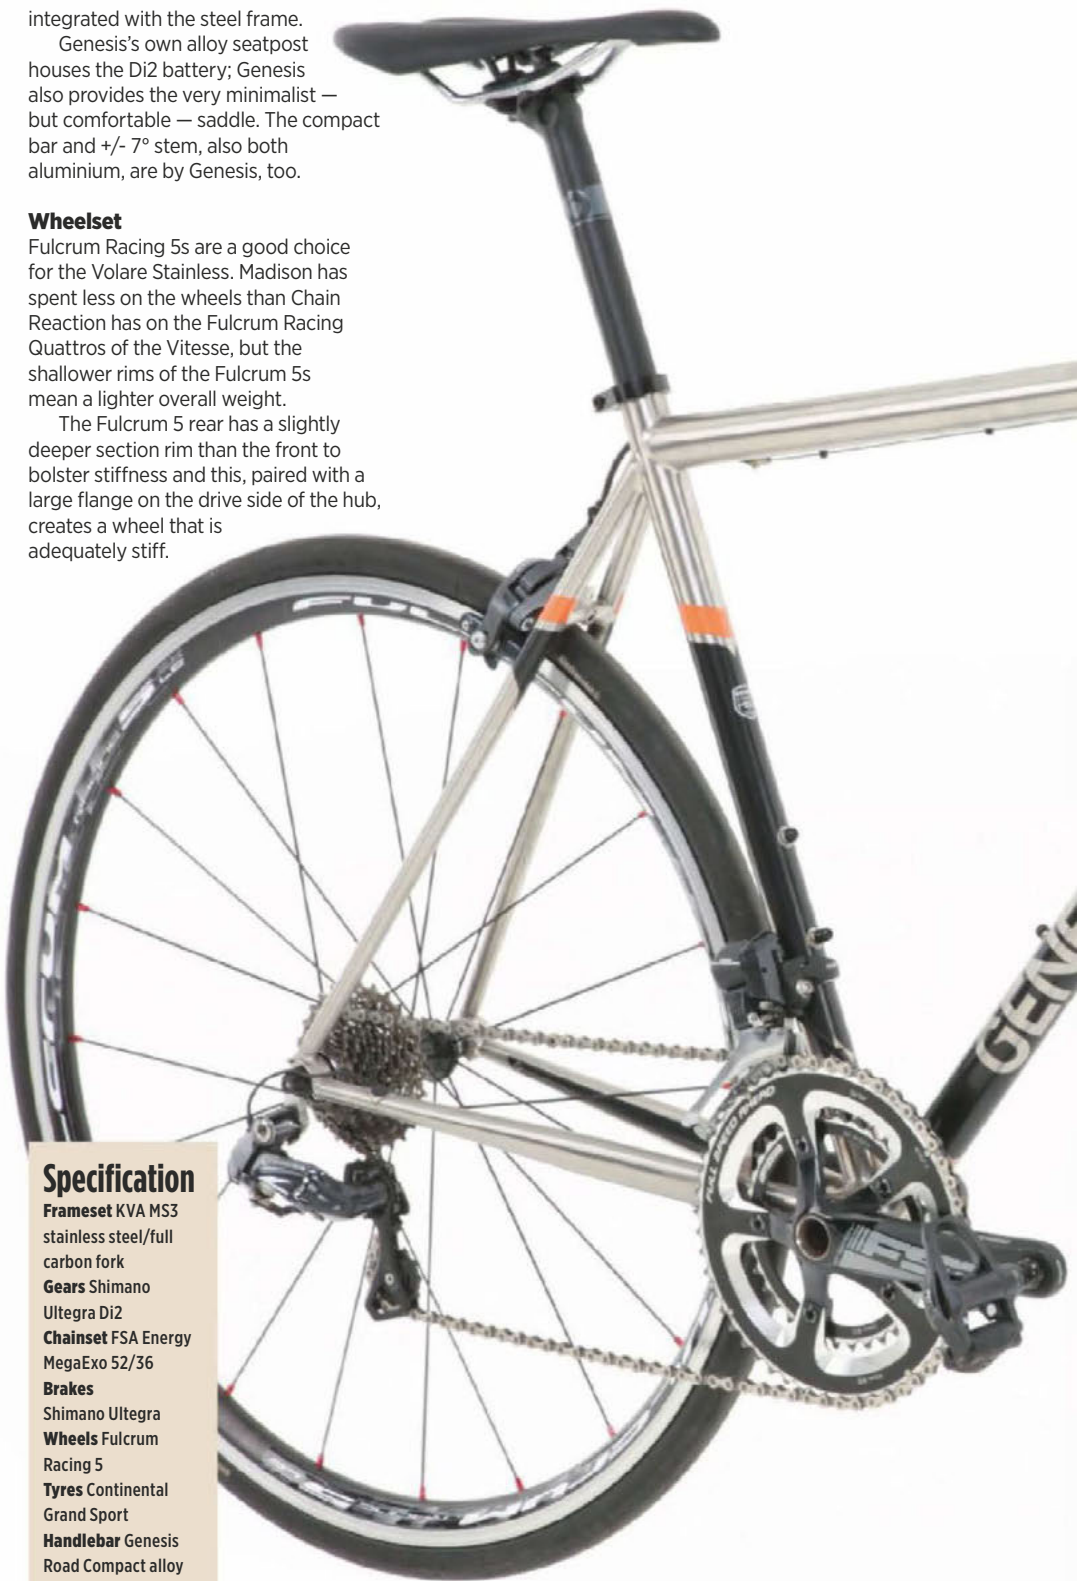 integrated with the steel frame.
Genesis's own alloy seatpost
houses the Di2 battery; Genesis
also provides the very minimalist —
but comfortable — saddle. The compact
bar and +/- 7° stem, also both
aluminium, are by Genesis, too.
Wheelset
Fulcrum Racing 5s are a good choice
for the Volare Stainless. Madison has
spent less on the wheels than Chain
Reaction has on the Fulcrum Racing
Quattros of the Vitesse, but the
shallower rims of the Fulcrum 5s
mean a lighter overall weight.
The Fulcrum 5 rear has a slightly
deeper section rim than the front to
bolster stiffness and this, paired with a
large flange on the drive side of the hub,
creates a wheel that is
adequately stiff.
FUL
GENE
FULL SPEED AHEAD
Specification
Frameset KVA MS3
stainless steel/full
carbon fork
Gears Shimano
Ultegra Di2
Chainset FSA Energy
MegaExo 52/36
Brakes
Shimano Ultegra
Wheels Fulcrum
Racing 5
Tyres Continental
Grand Sport
Handlebar Genesis
Road Compact alloy